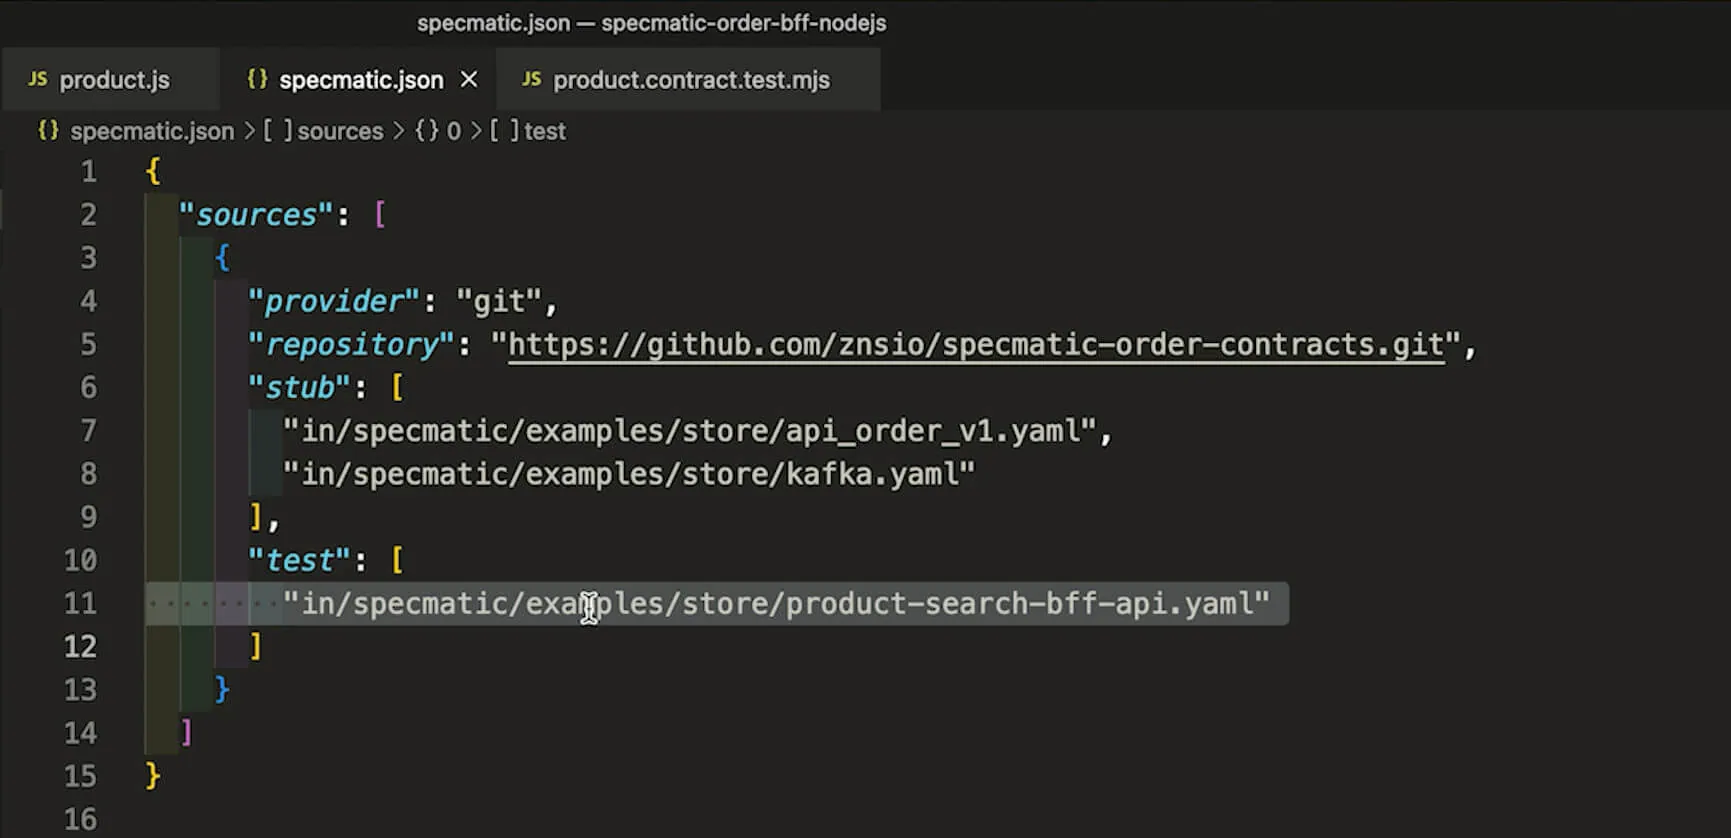 specmatic.json — specmatic-order-bff-nodejs
JS product.js {} specmatic.json × JS product.contract.test.mjs
{} specmatic.json > [ ] sources > {} 0 > [ ] test
1 {
2 "sources": [
3 {
4 "provider": "git",
5 "repository": "https://github.com/znsio/specmatic-order-contracts.git",
6 "stub": [
7 "in/specmatic/examples/store/api_order_v1.yaml",
8 "in/specmatic/examples/store/kafka.yaml"
9 ],
10 "test": [
11 "in/specmatic/examples/store/product-search-bff-api.yaml"
12 ]
13 }
14 ]
15 }
16